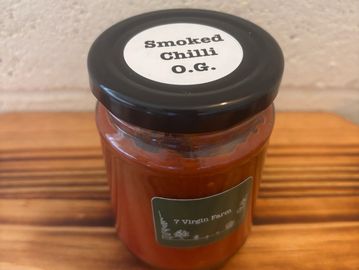 Smoked
Chilli
O.G.
7 Virgin Farm